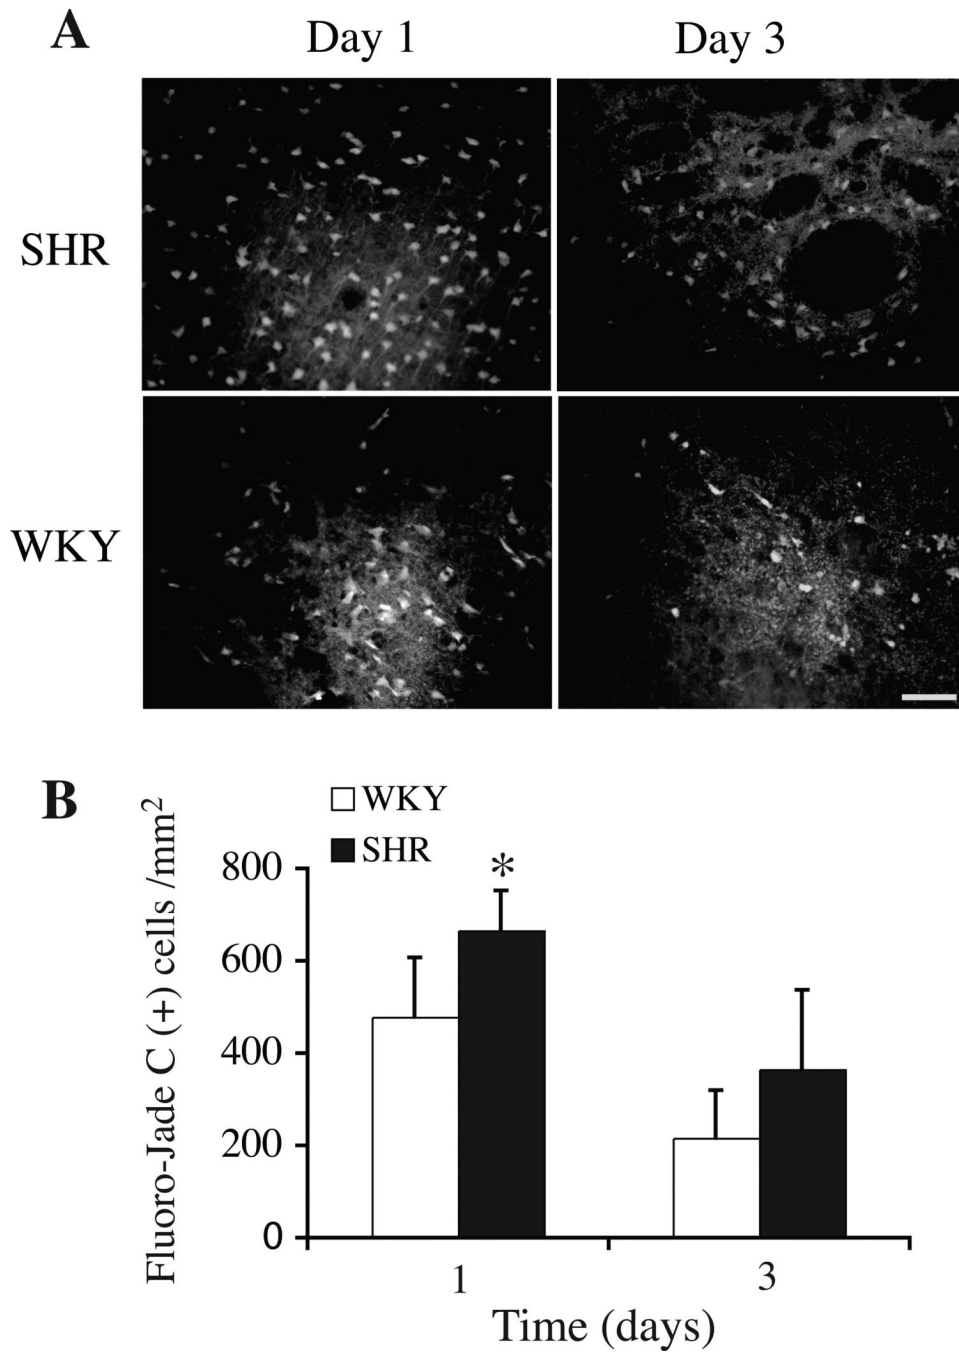 A
Day 1
Day 3
SHR
WKY
B
WKY
SHR
Fluoro-Jade C (+) cells /mm²
800
600
400
200
0
*
1
3
Time (days)